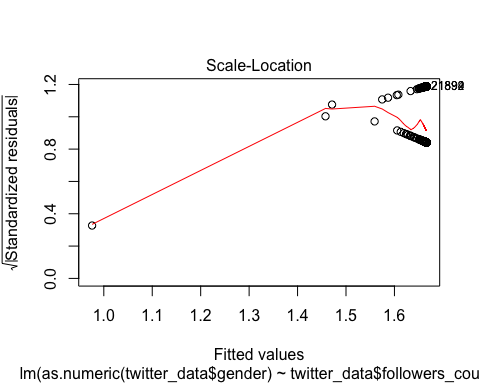 Scale-Location
√|Standardized residuals|
1.2
0.8
0.4
0.0
1.0 1.1 1.2 1.3 1.4 1.5 1.6
Fitted values
lm(as.numeric(twitter_data$gender) ~ twitter_data$followers_cou